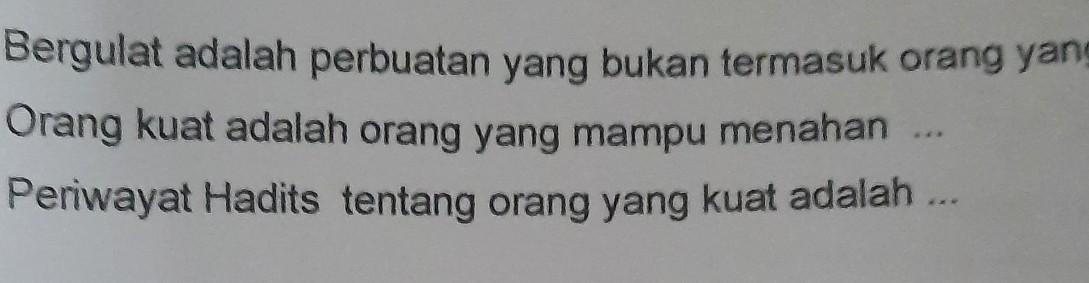 Bergulat adalah perbuatan yang bukan termasuk orang yang
Orang kuat adalah orang yang mampu menahan ...
Periwayat Hadits tentang orang yang kuat adalah ...